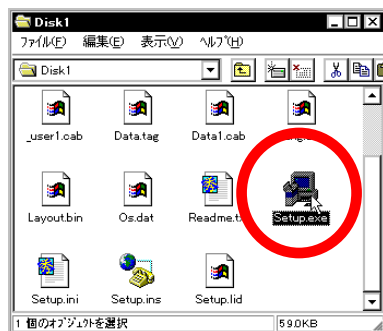 Disk1
ファイル(F) 編集(E) 表示(V) ヘルプ(H)
Disk1
_user1.cab Data.tag Data1.cab
Layout.bin Os.dat Readme.t Setup.exe
Setup.ini Setup.ins Setup.lid
1 個のオブジェクトを選択 59.0KB